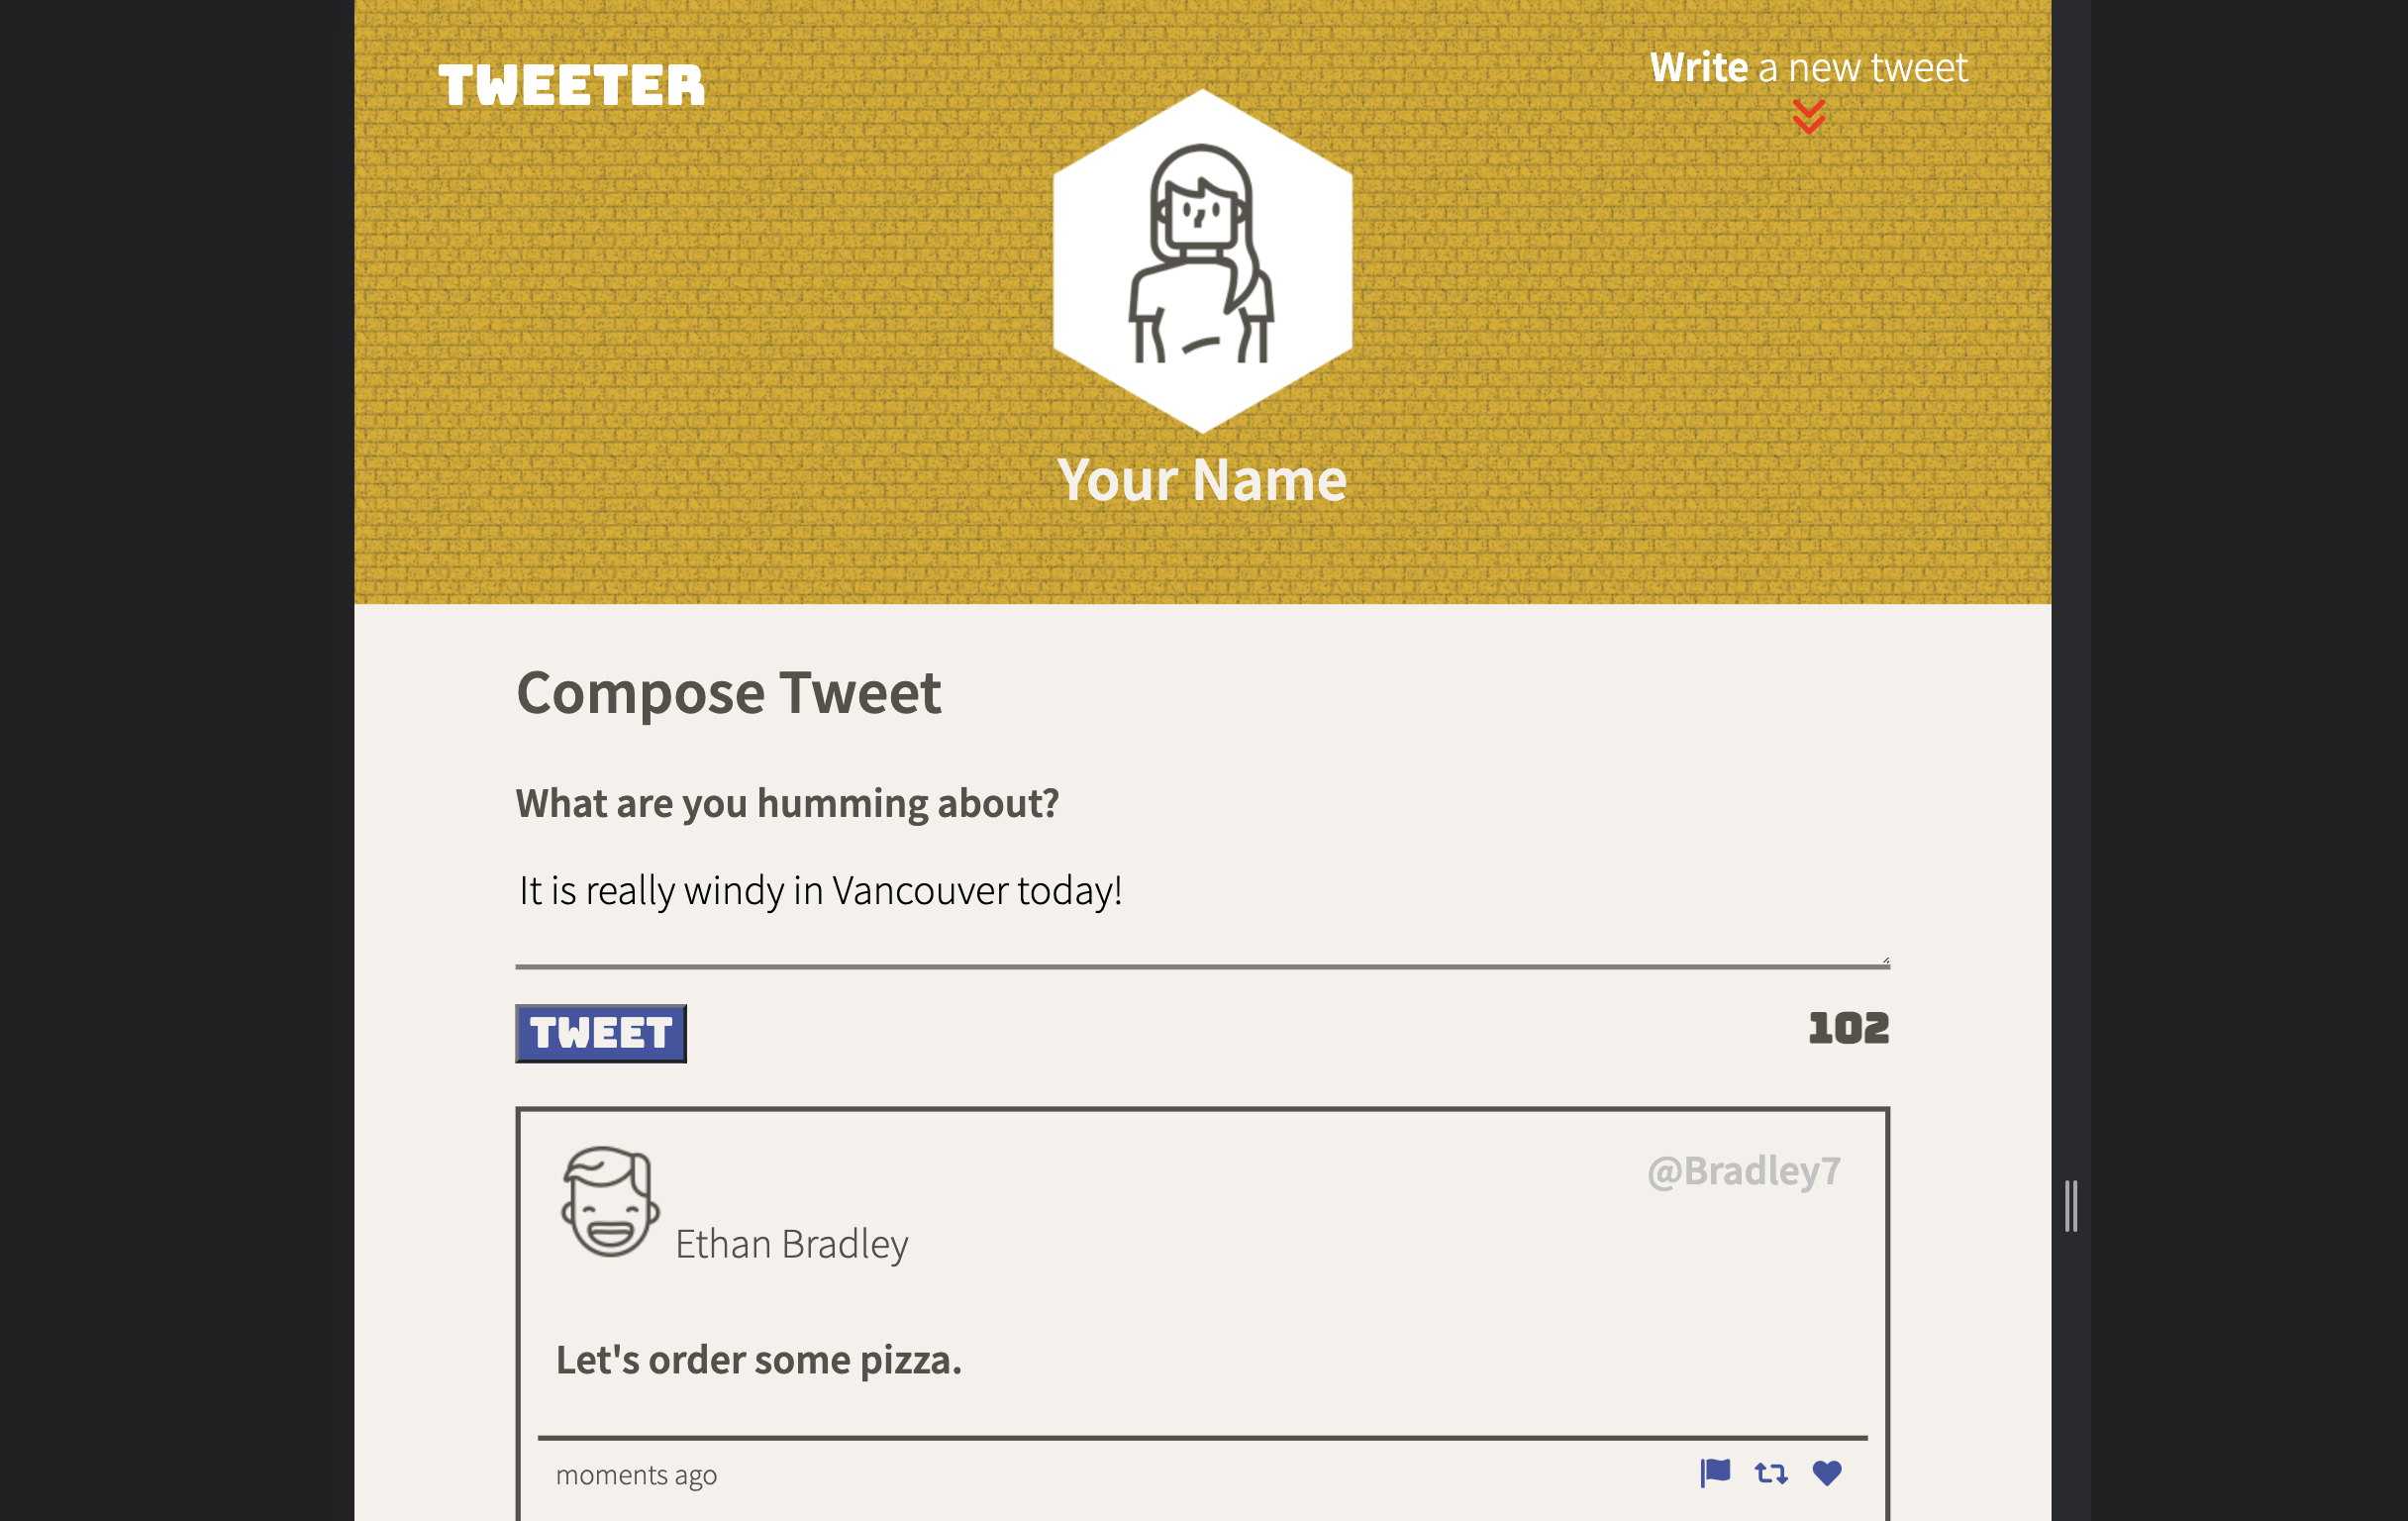 TWEETER
Write a new tweet
Your Name
Compose Tweet
What are you humming about?
It is really windy in Vancouver today!
TWEET
102
@Bradley7
Ethan Bradley
Let's order some pizza.
moments ago